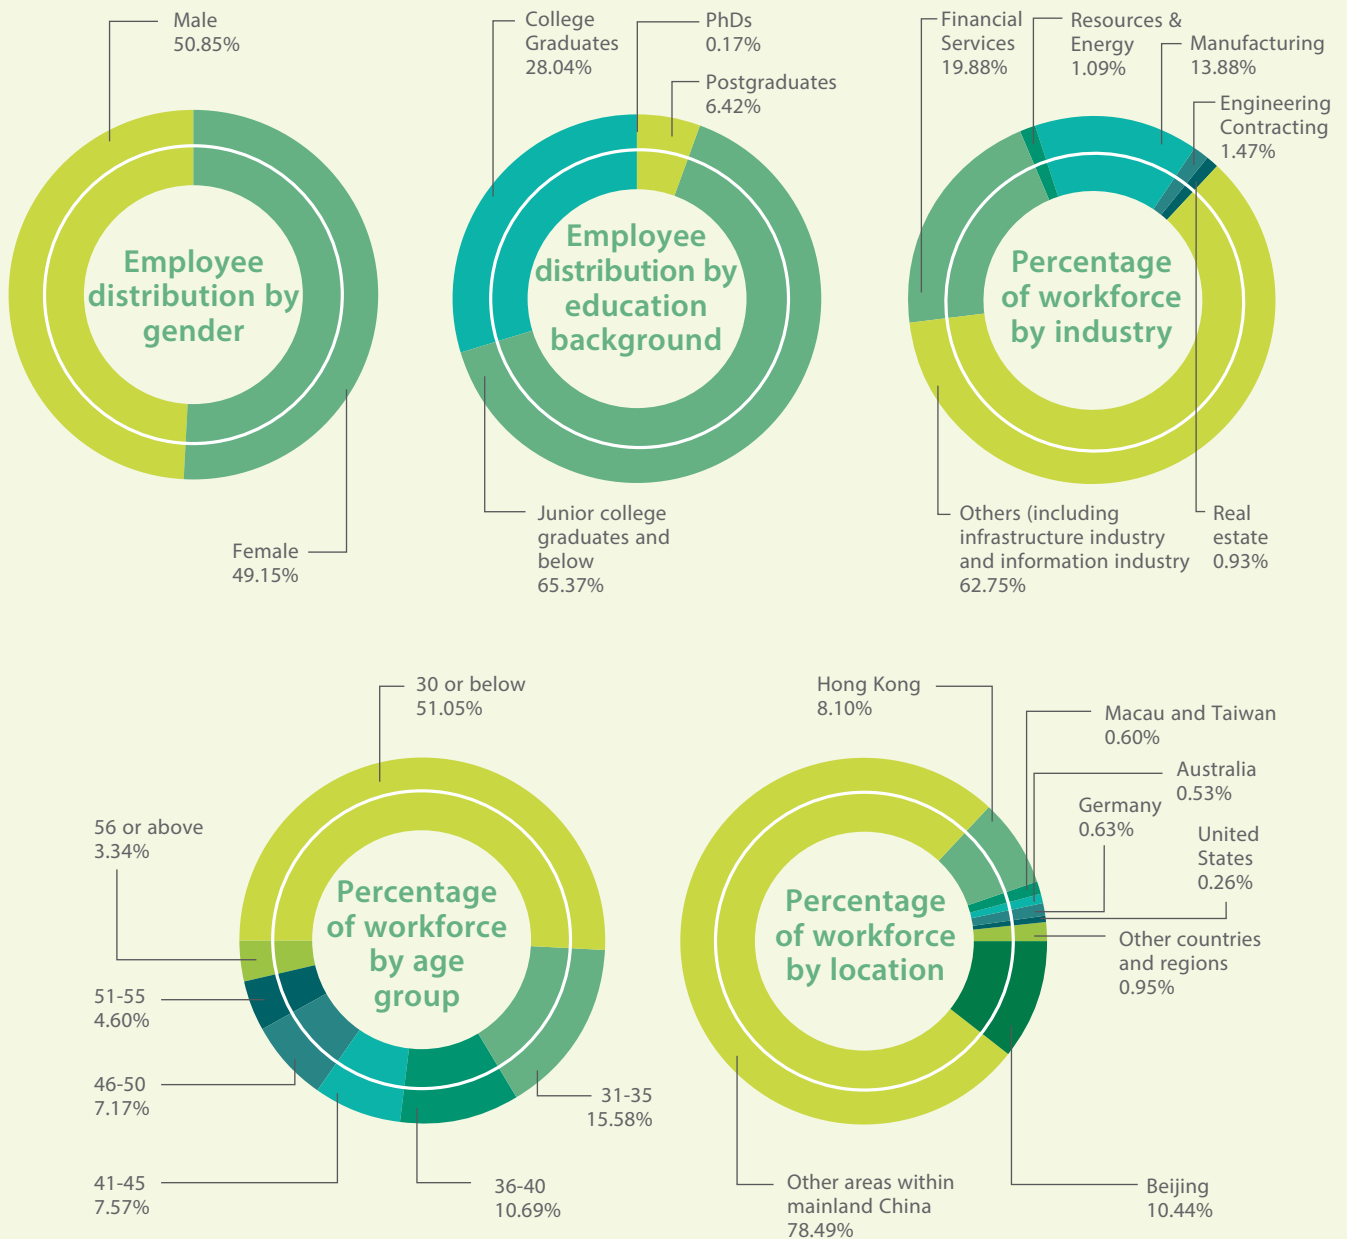 Male
50.85%
Employee
distribution by
gender
Female
49.15%
College
Graduates
28.04%
PhDs
0.17%
Postgraduates
6.42%
Employee
distribution by
education
background
Junior college
graduates and
below
65.37%
Financial
Services
19.88%
Resources &
Energy
1.09%
Manufacturing
13.88%
Engineering
Contracting
1.47%
Percentage
of workforce
by industry
Others (including
infrastructure industry
and information industry
62.75%
Real
estate
0.93%
30 or below
51.05%
56 or above
3.34%
Percentage
of workforce
by age
group
51-55
4.60%
46-50
7.17%
41-45
7.57%
36-40
10.69%
31-35
15.58%
Hong Kong
8.10%
Macau and Taiwan
0.60%
Australia
0.53%
Germany
0.63%
United
States
0.26%
Percentage
of workforce
by location
Other countries
and regions
0.95%
Other areas within
mainland China
78.49%
Beijing
10.44%